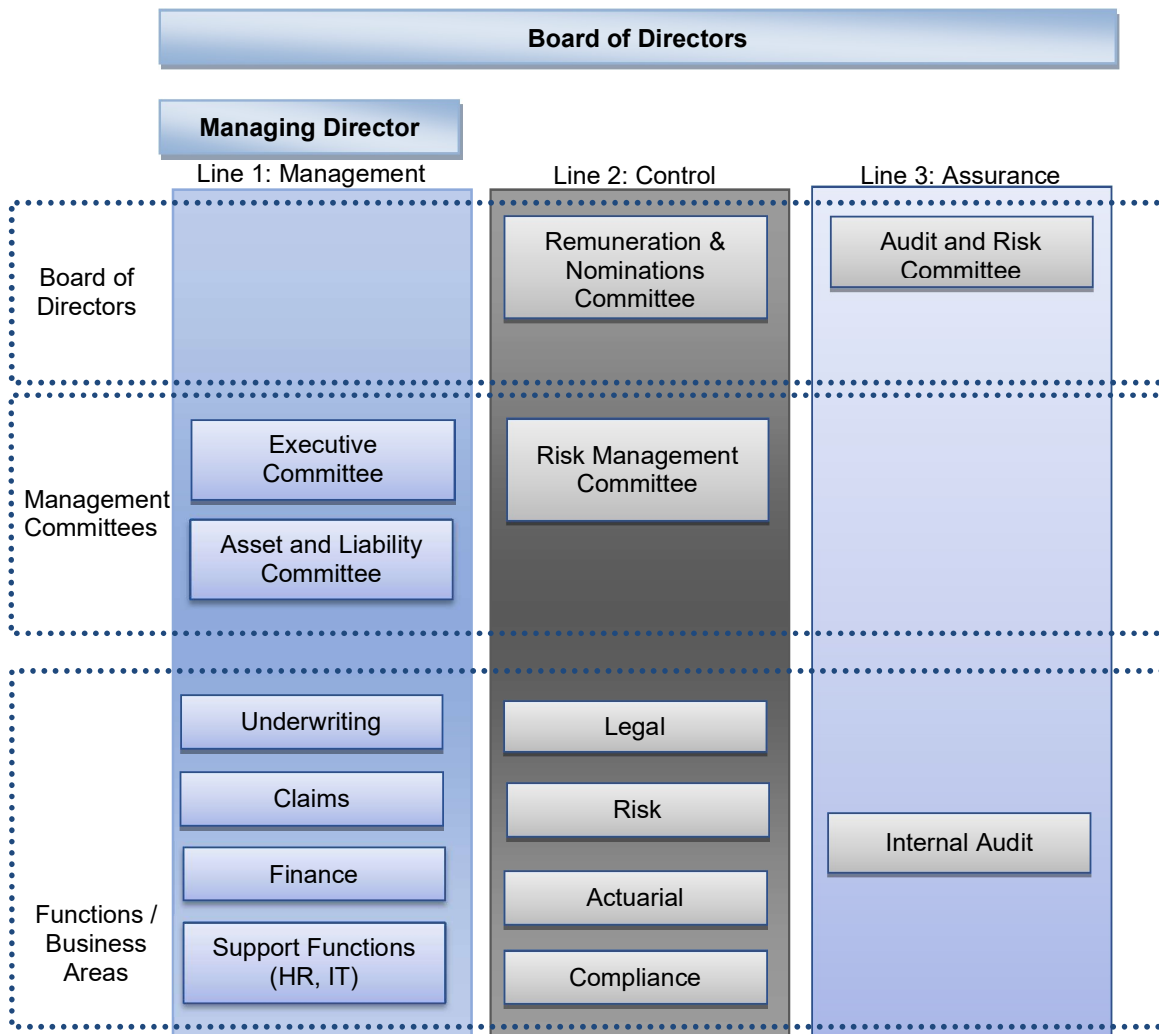 Board of Directors
Managing Director
Line 1: Management
Line 2: Control
Line 3: Assurance
Board of
Directors
Remuneration &
Nominations
Committee
Audit and Risk
Committee
Management
Committees
Executive
Committee
Asset and Liability
Committee
Risk Management
Committee
Functions /
Business
Areas
Underwriting
Claims
Finance
Support Functions
(HR, IT)
Legal
Risk
Actuarial
Compliance
Internal Audit